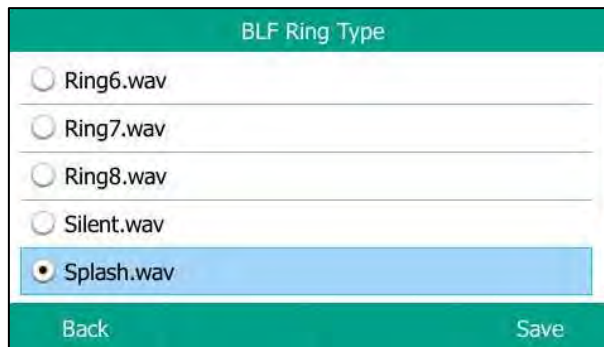 BLF Ring Type
Ring6.wav
Ring7.wav
Ring8.wav
Silent.wav
Splash.wav
Back Save